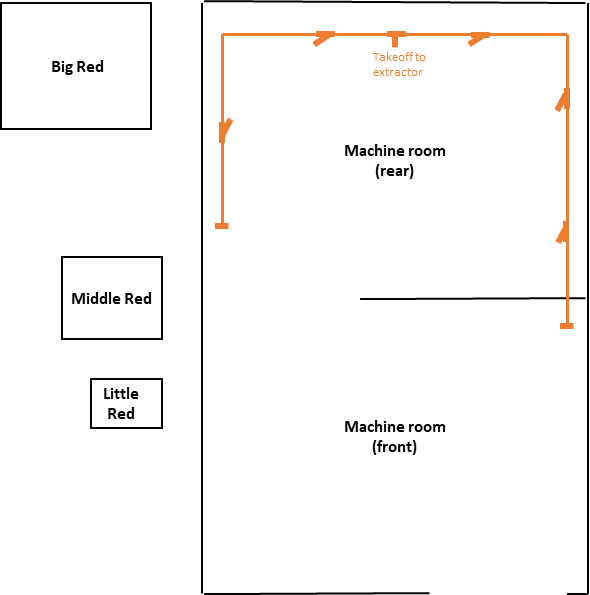 Big Red
Takeoff to
extractor
Machine room
(rear)
Middle Red
Little
Red
Machine room
(front)